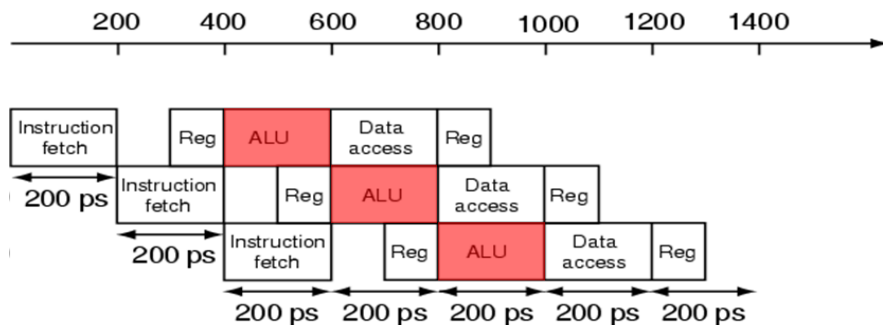 200 400 600 800 1000 1200 1400
Instruction fetch Reg ALU Data access Reg
200 ps Instruction fetch Reg ALU Data access Reg
200 ps Instruction fetch Reg ALU Data access Reg
200 ps 200 ps 200 ps 200 ps 200 ps